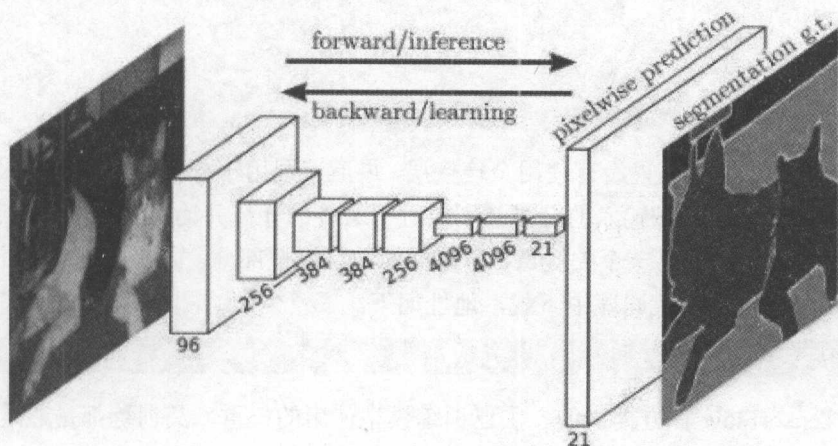 forward/inference
backward/learning
pixelwise prediction
segmentation g.t.
96
256
384
384
256
4096
4096
21
21